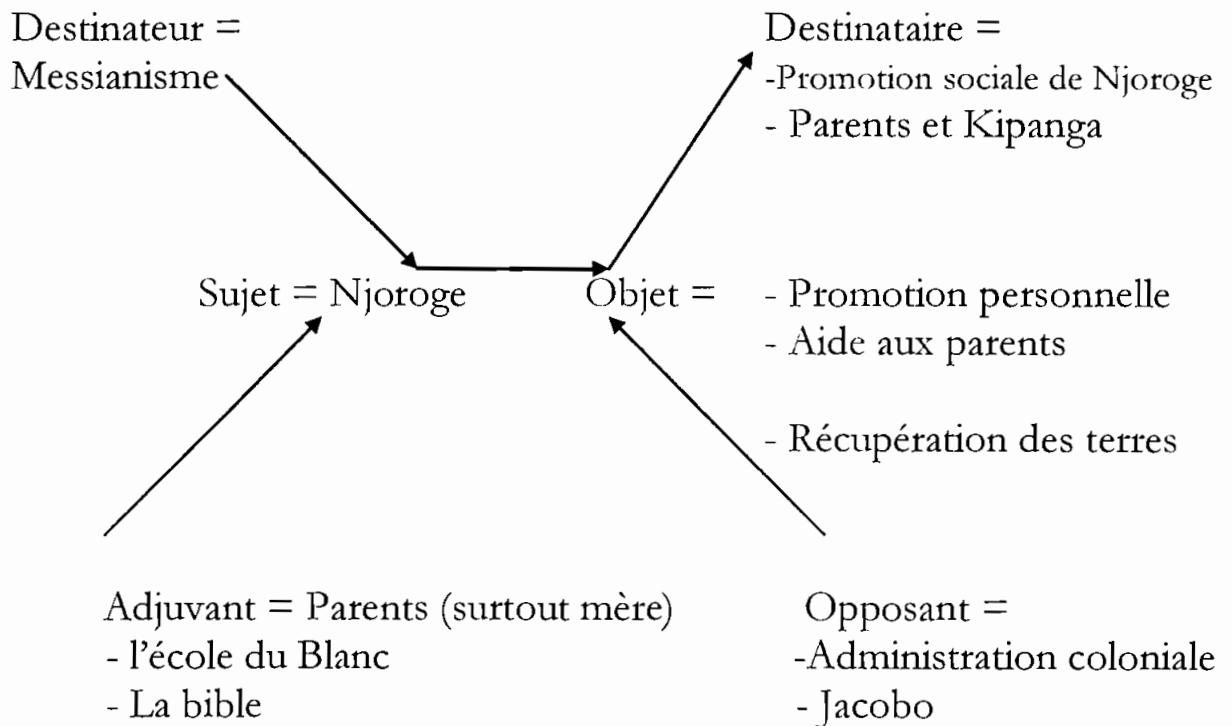 Destinateur =
Messianisme
Destinataire =
-Promotion sociale de Njoroge
- Parents et Kipanga
Sujet = Njoroge
Objet = - Promotion personnelle
- Aide aux parents
- Récupération des terres
Adjuvant = Parents (surtout mère)
- l'école du Blanc
- La bible
Opposant =
-Administration coloniale
- Jacobo